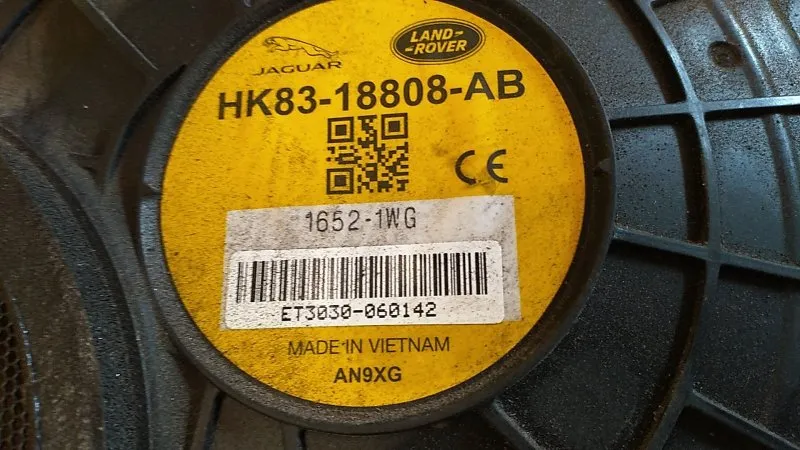 JAGUAR
LAND-
-ROVER
HK83-18808-AB
CE
1652-1WG
ET3030-060142
MADE IN VIETNAM
AN9XG